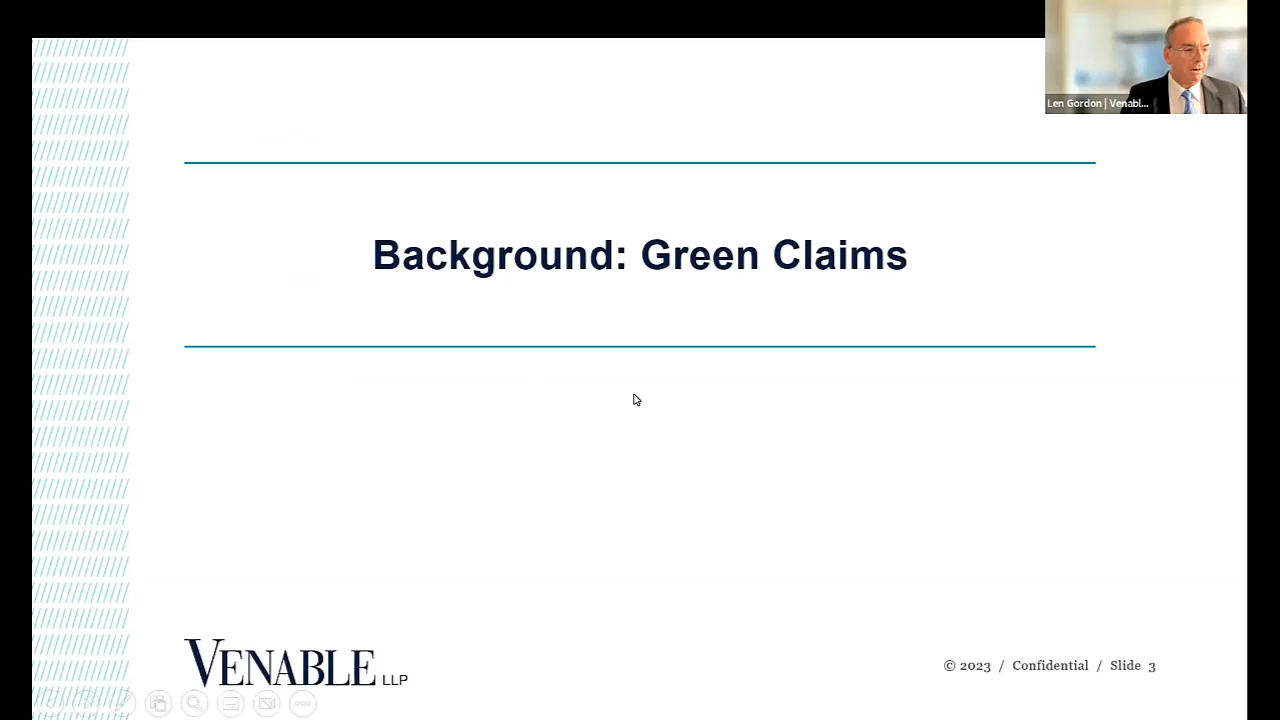 Len Gordon | Venabl...
Background: Green Claims
VENABLE LLP
© 2023 / Confidential / Slide 3